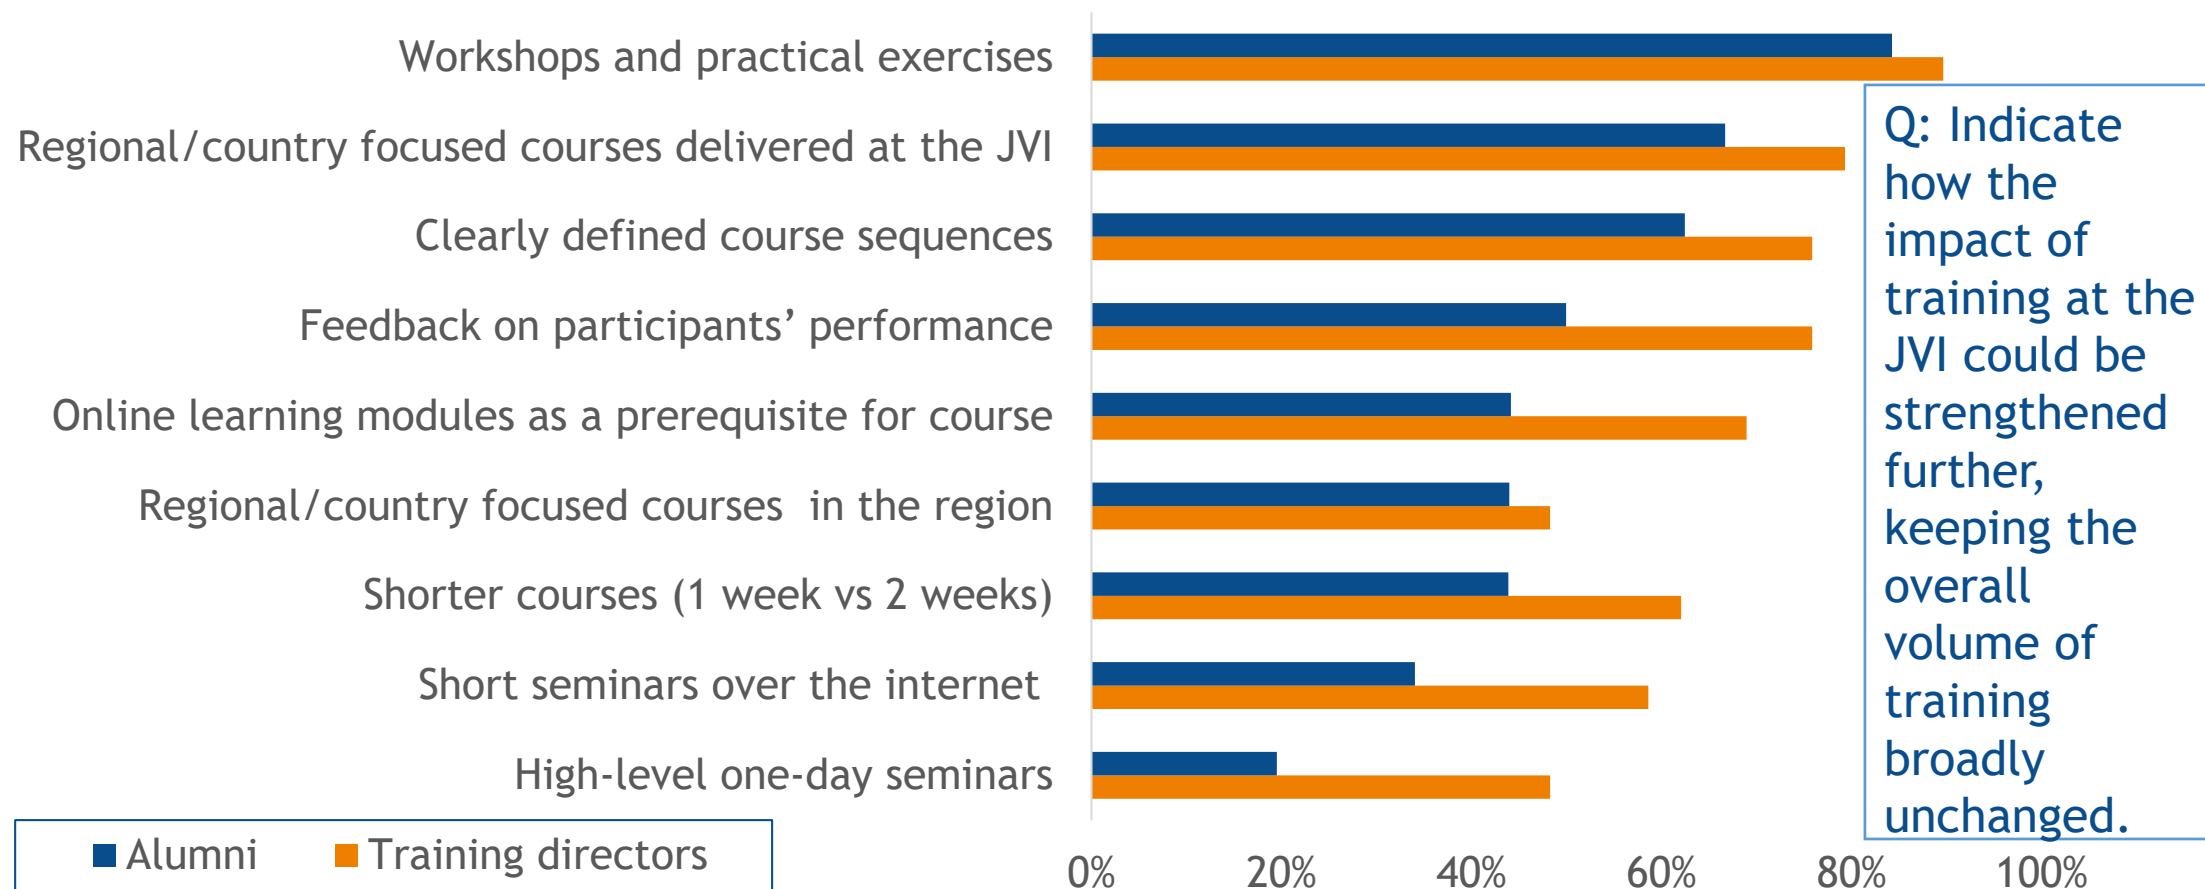 Workshops and practical exercises
Regional/country focused courses delivered at the JVI
Clearly defined course sequences
Feedback on participants’ performance
Online learning modules as a prerequisite for course
Regional/country focused courses  in the region
Shorter courses (1 week vs 2 weeks)
Short seminars over the internet
High-level one-day seminars
Q: Indicate
how the
impact of
training at the
JVI could be
strengthened
further,
keeping the
overall
volume of
training
broadly
unchanged.
Alumni Training directors
0% 20% 40% 60% 80% 100%